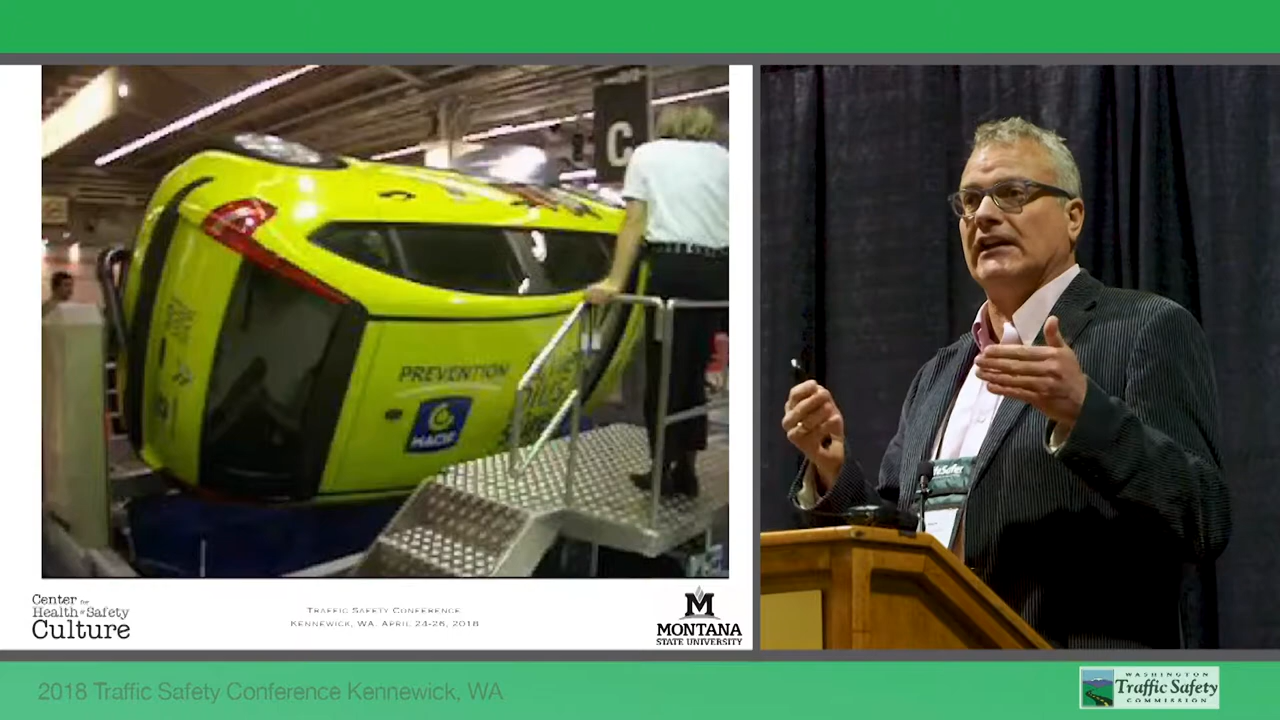 C
PREVENTION
MACIF
Center for
Health & Safety
Culture
TRAFFIC SAFETY CONFERENCE
KENNEWICK, WA. APRIL 24-26, 2018
M
MONTANA
STATE UNIVERSITY
2018 Traffic Safety Conference Kennewick, WA
WASHINGTON
Traffic Safety
COMMISSION